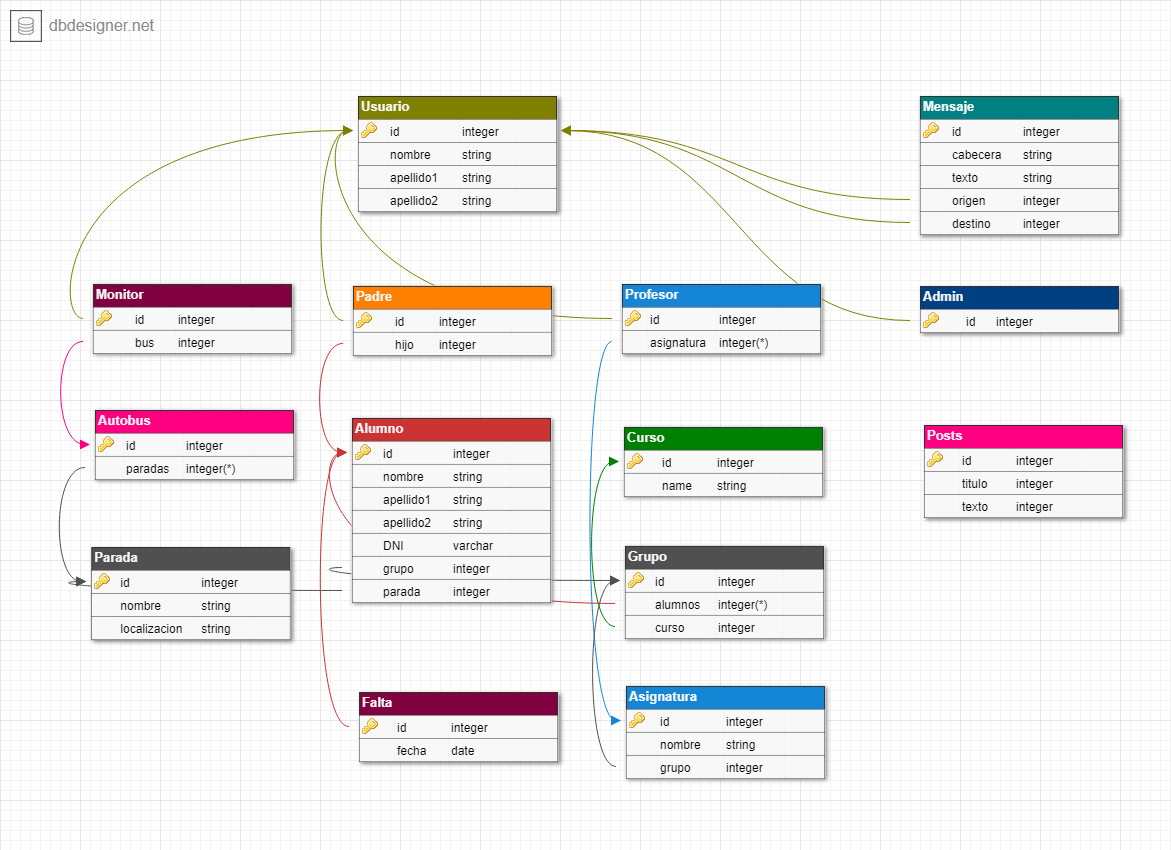 dbdesigner.net
Usuario
id integer
nombre string
apellido1 string
apellido2 string
Mensaje
id integer
cabecera string
texto string
origen integer
destino integer
Monitor
id integer
bus integer
Padre
id integer
hijo integer
Profesor
id integer
asignatura integer(*)
Admin
id integer
Autobus
id integer
paradas integer(*)
Alumno
id integer
nombre string
apellido1 string
apellido2 string
DNI varchar
grupo integer
parada integer
Curso
id integer
name string
Posts
id integer
titulo integer
texto integer
Parada
id integer
nombre string
localizacion string
Grupo
id integer
alumnos integer(*)
curso integer
Falta
id integer
fecha date
Asignatura
id integer
nombre string
grupo integer